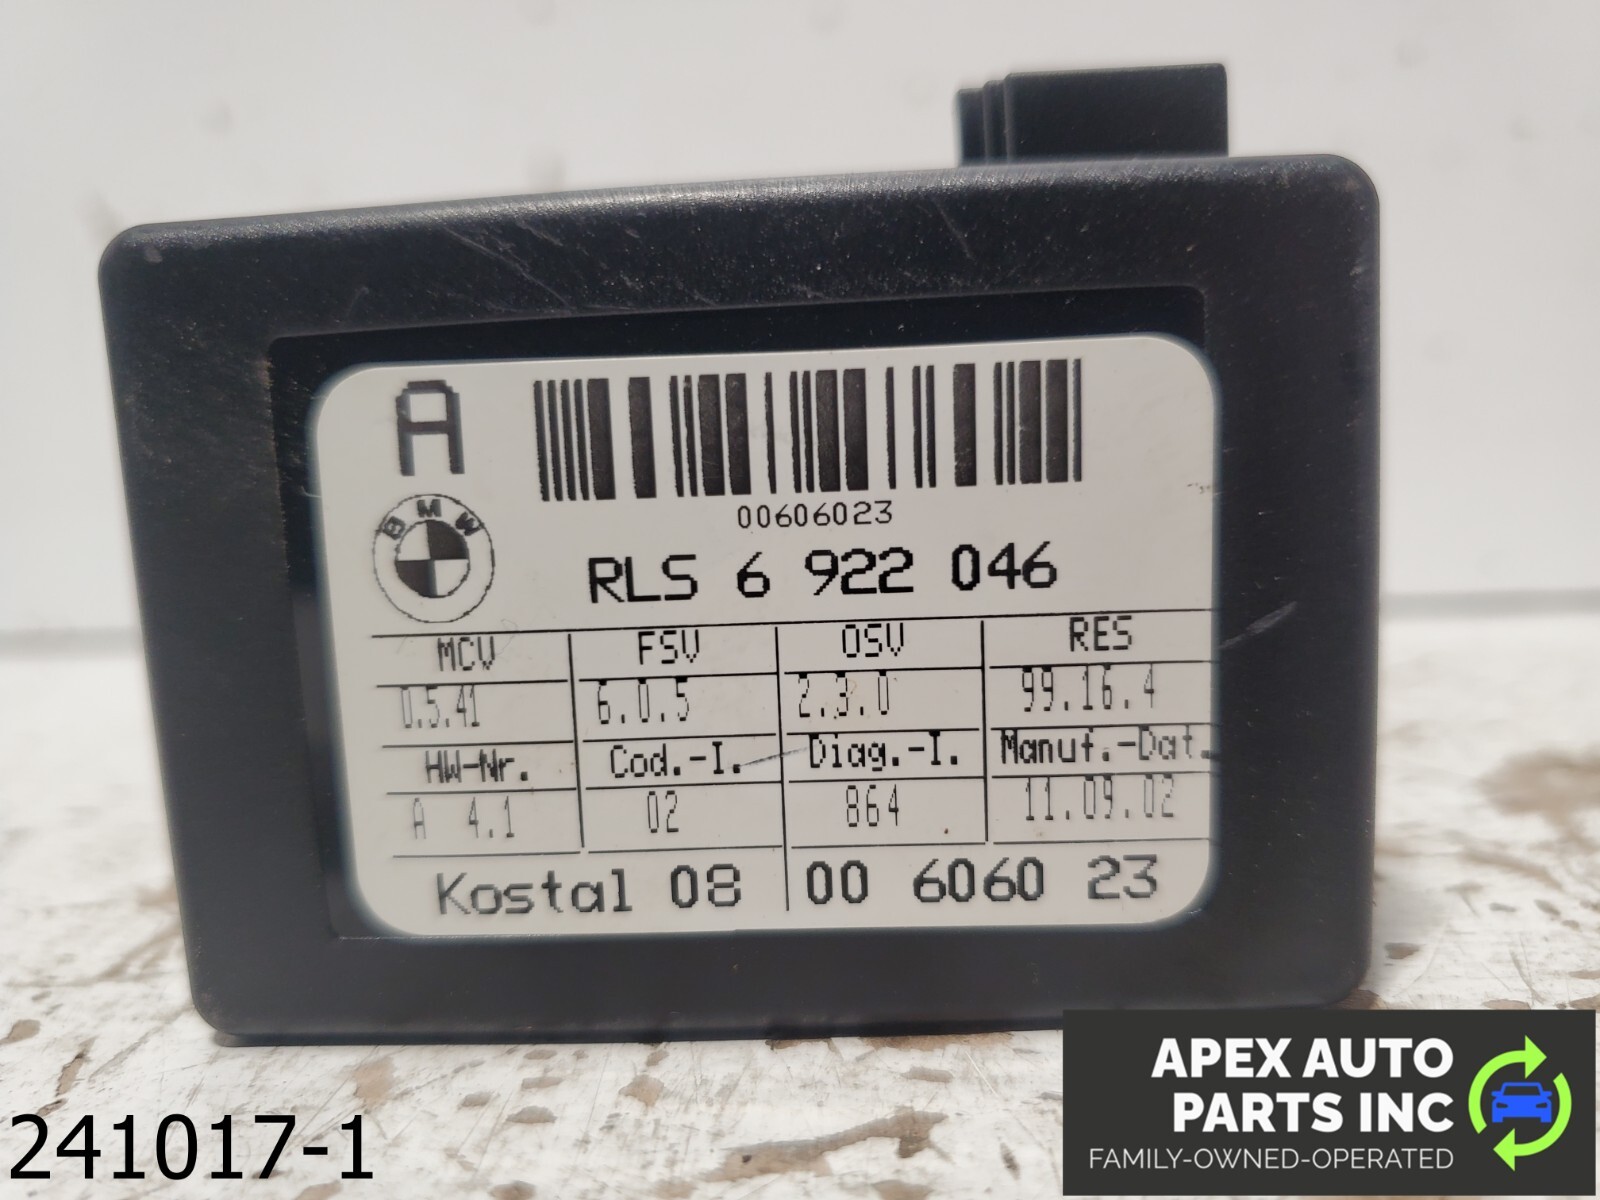 A
BMW
00606023
RLS 6 922 046
MCV FSV OSV RES
0.5.41 6.0.5 2.3.0 99.16.4
HW-Nr. Cod.-I. Diag.-I. Manuf.-Dat.
A 4.1 02 864 11.09.02
Kostal 08 00 6060 23
241017-1
APEX AUTO
PARTS INC
FAMILY-OWNED-OPERATED